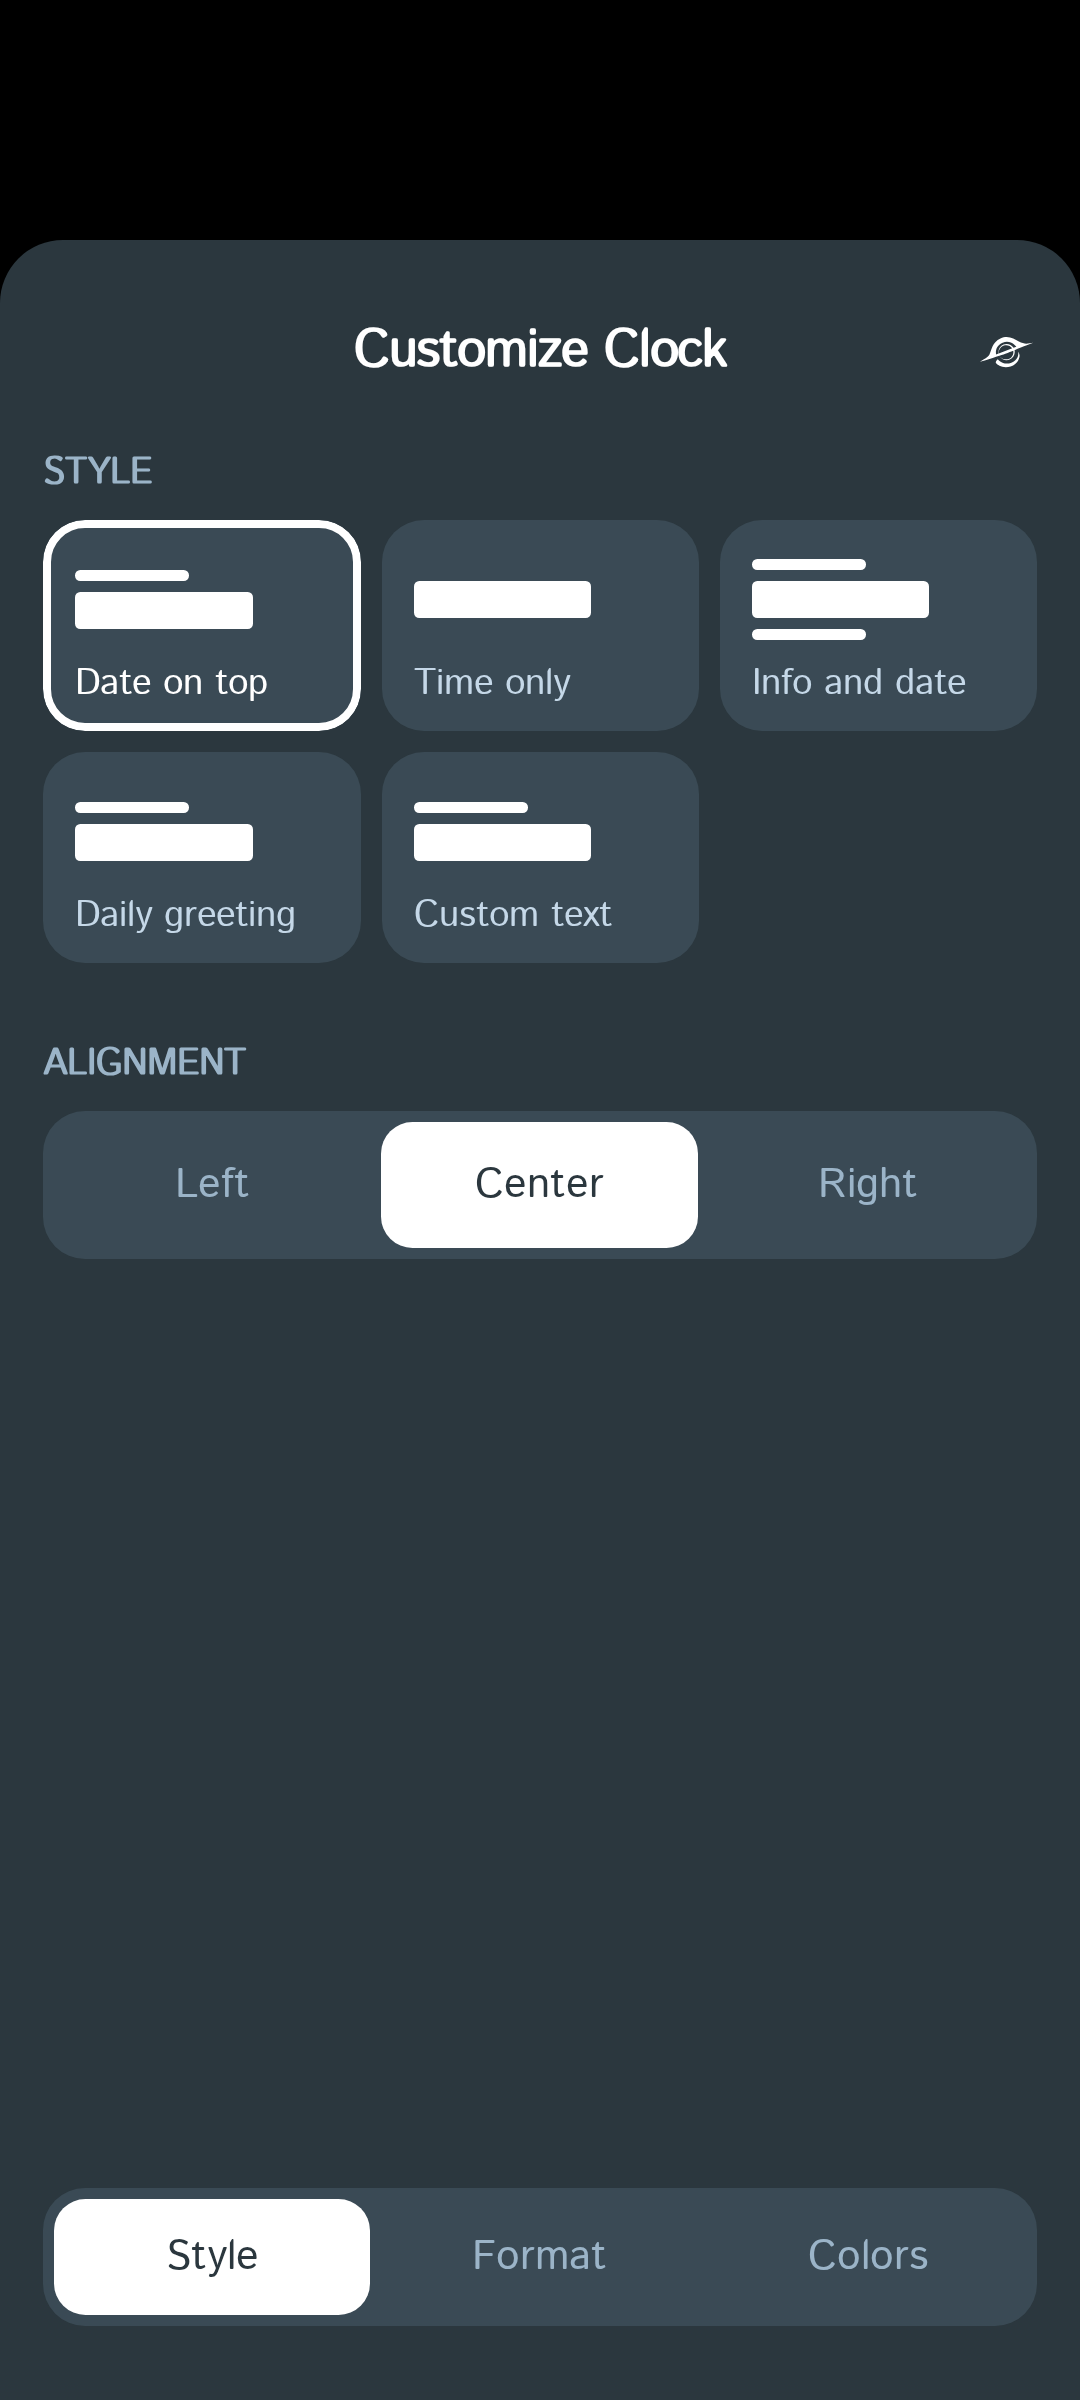 Customize Clock
STYLE
Date on top
Time only
Info and date
Daily greeting
Custom text
ALIGNMENT
Left
Center
Right
Style
Format
Colors